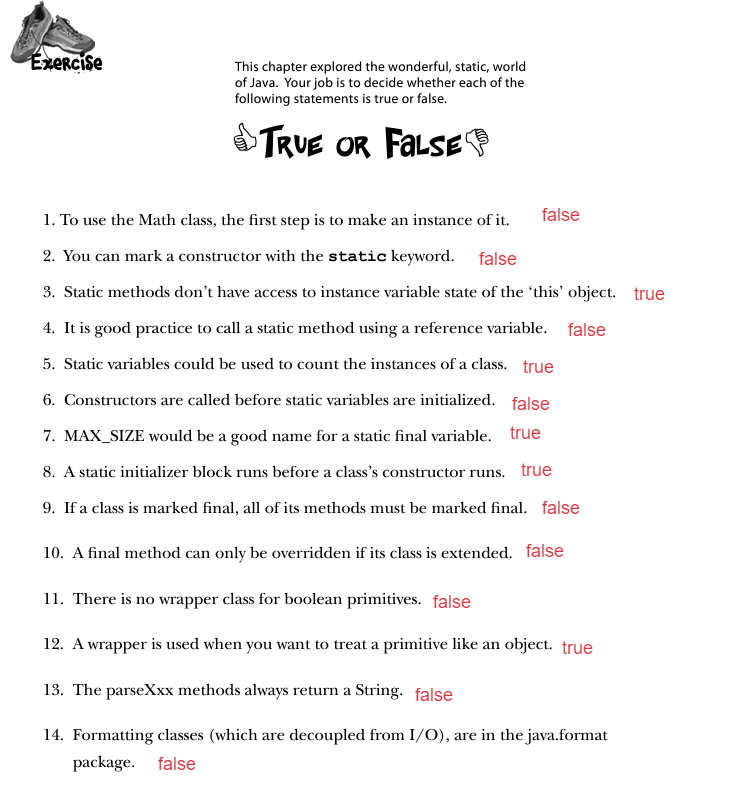 Exercise
This chapter explored the wonderful, static, world
of Java. Your job is to decide whether each of the
following statements is true or false.
True or False
1. To use the Math class, the first step is to make an instance of it. false
2. You can mark a constructor with the static keyword. false
3. Static methods don't have access to instance variable state of the ‘this’ object. true
4. It is good practice to call a static method using a reference variable. false
5. Static variables could be used to count the instances of a class. true
6. Constructors are called before static variables are initialized. false
7. MAX_SIZE would be a good name for a static final variable. true
8. A static initializer block runs before a class's constructor runs. true
9. If a class is marked final, all of its methods must be marked final. false
10. A final method can only be overridden if its class is extended. false
11. There is no wrapper class for boolean primitives. false
12. A wrapper is used when you want to treat a primitive like an object. true
13. The parseXxx methods always return a String. false
14. Formatting classes (which are decoupled from I/O), are in the java.format
package. false